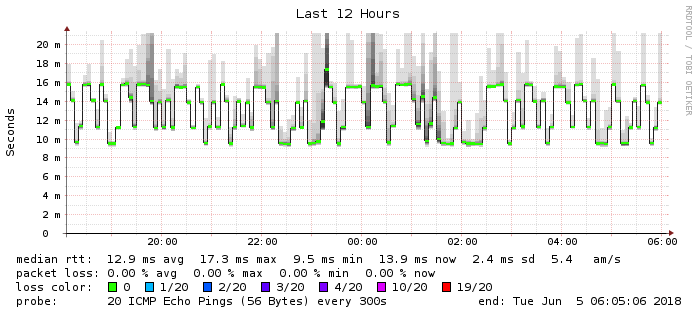 Last 12 Hours
RRDTOOL / TOBI OETIKER
Seconds
20 m
18 m
16 m
14 m
12 m
10 m
8 m
6 m
4 m
2 m
0
20:00 22:00 00:00 02:00 04:00 06:00
median rtt: 12.9 ms avg 17.3 ms max 9.5 ms min 13.9 ms now 2.4 ms sd 5.4 am/s
packet loss: 0.00 % avg 0.00 % max 0.00 % min 0.00 % now
loss color: 0 1/20 2/20 3/20 4/20 10/20 19/20
probe: 20 ICMP Echo Pings (56 Bytes) every 300s end: Tue Jun 5 06:05:06 2018